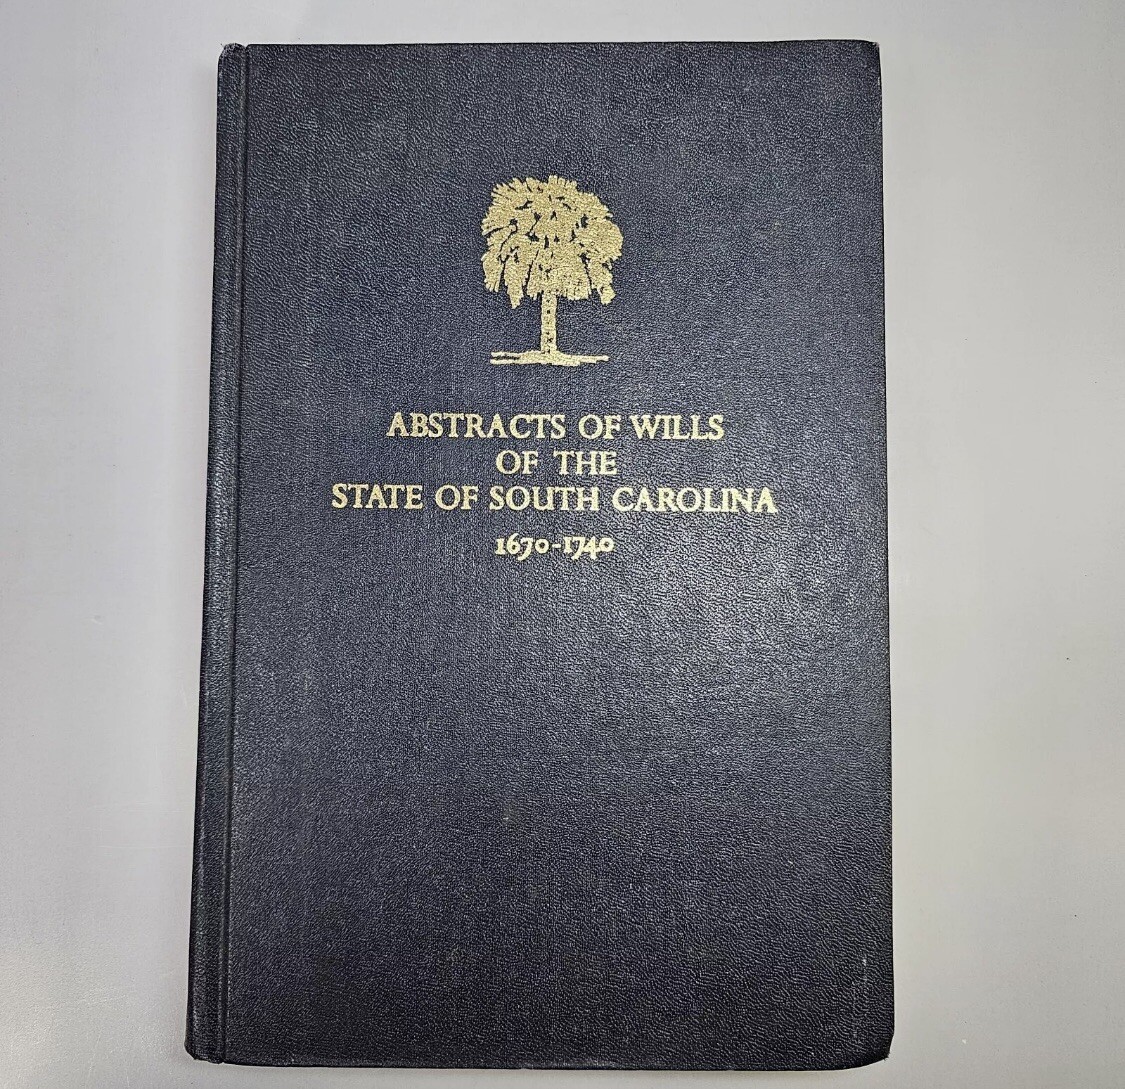 ABSTRACTS OF WILLS
OF THE
STATE OF SOUTH CAROLINA
1670-1740